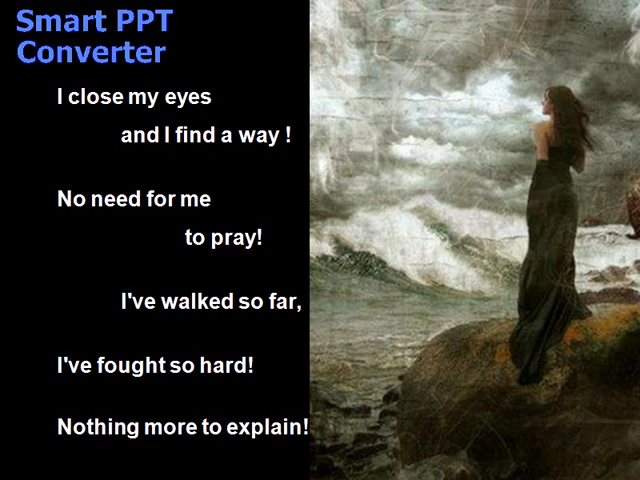 Smart PPT
Converter
I close my eyes
and I find a way !
No need for me
to pray!
I've walked so far,
I've fought so hard!
Nothing more to explain!